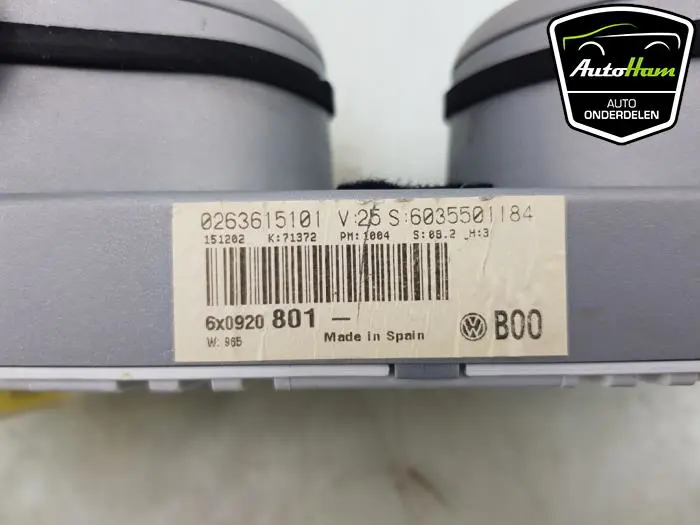 AutoHam
AUTO
ONDERDELEN
0263615101 V:25 S:6035501184
151202 K:71372 PM:1004 S:08.2 _H:3
6x0920 801 -
W: 965
Made in Spain
B00